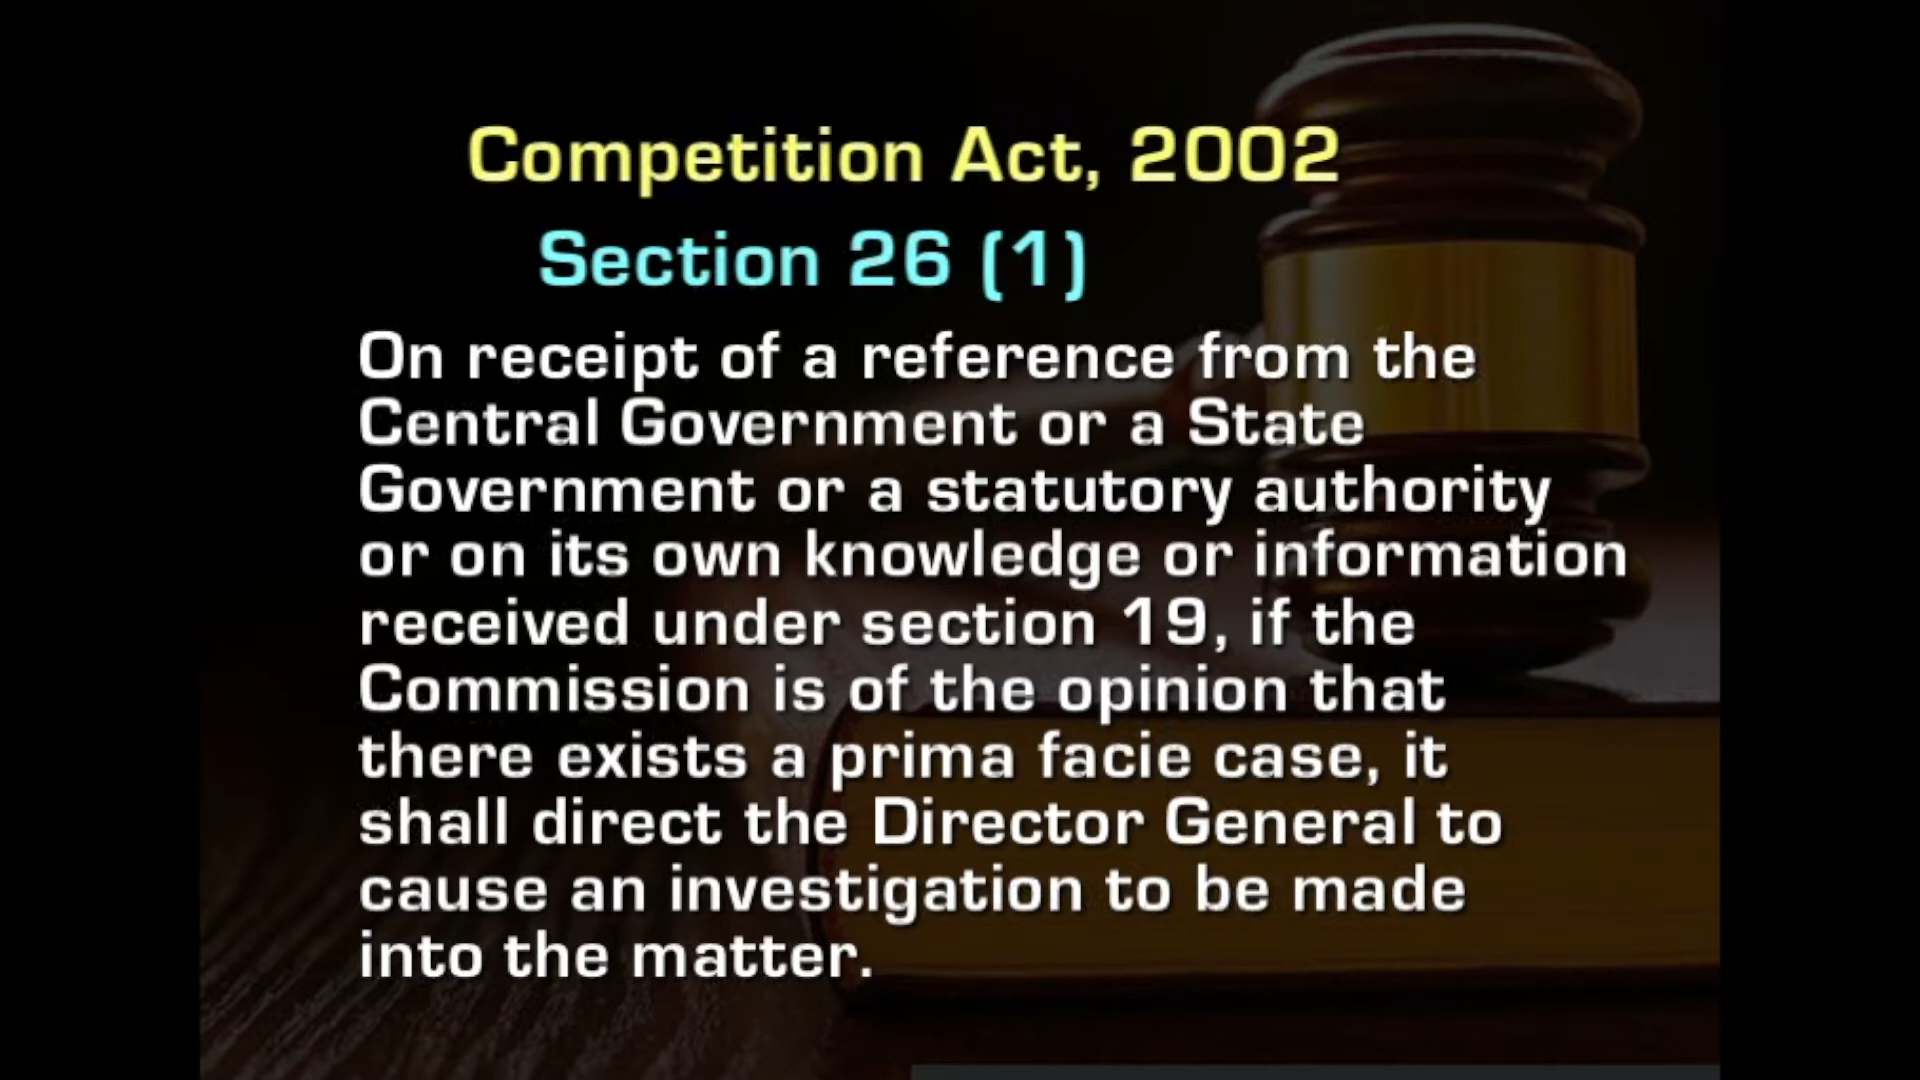 Competition Act, 2002
Section 26 (1)
On receipt of a reference from the
Central Government or a State
Government or a statutory authority
or on its own knowledge or information
received under section 19, if the
Commission is of the opinion that
there exists a prima facie case, it
shall direct the Director General to
cause an investigation to be made
into the matter.